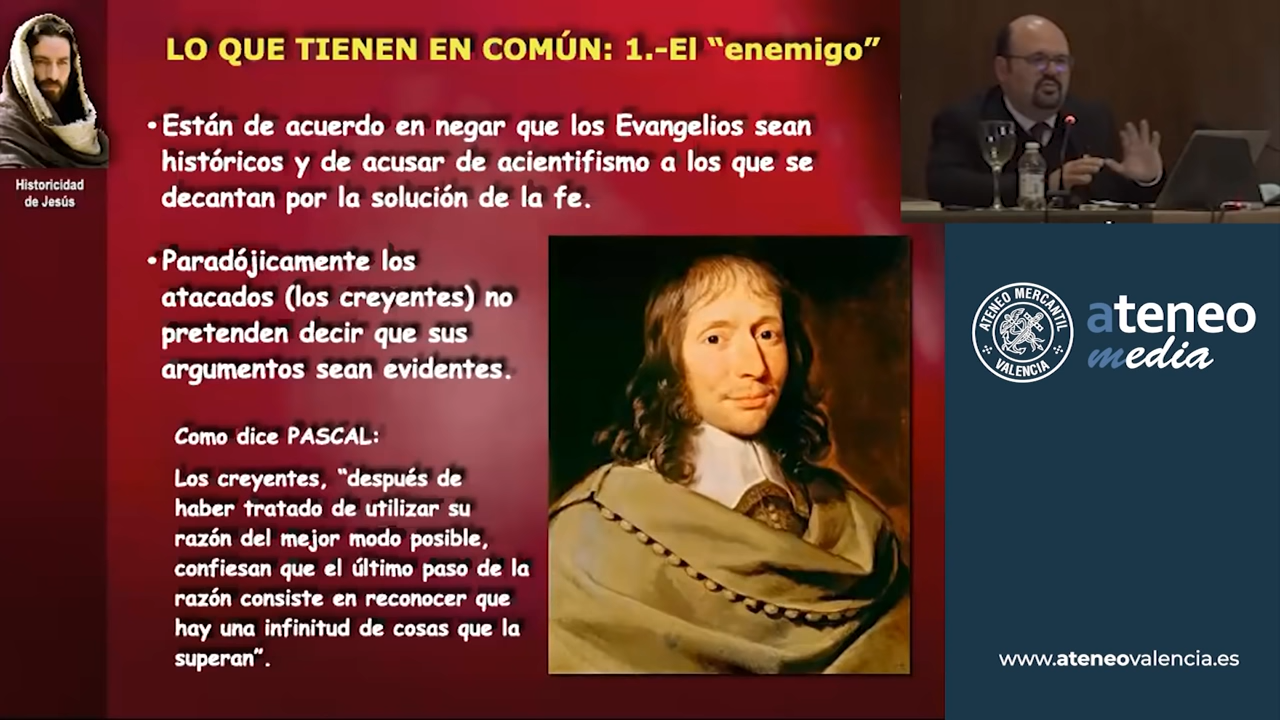 LO QUE TIENEN EN COMÚN: 1.-El “enemigo”
Historicidad
de Jesús
•Están de acuerdo en negar que los Evangelios sean
históricos y de acusar de acientifismo a los que se
decantan por la solución de la fe.
•Paradójicamente los
atacados (los creyentes) no
pretenden decir que sus
argumentos sean evidentes.
Como dice PASCAL:
Los creyentes, “después de
haber tratado de utilizar su
razón del mejor modo posible,
confiesan que el último paso de la
razón consiste en reconocer que
hay una infinitud de cosas que la
superan”.
ATENEO MERCANTIL
VALENCIA
ateneo
media
www.ateneovalencia.es